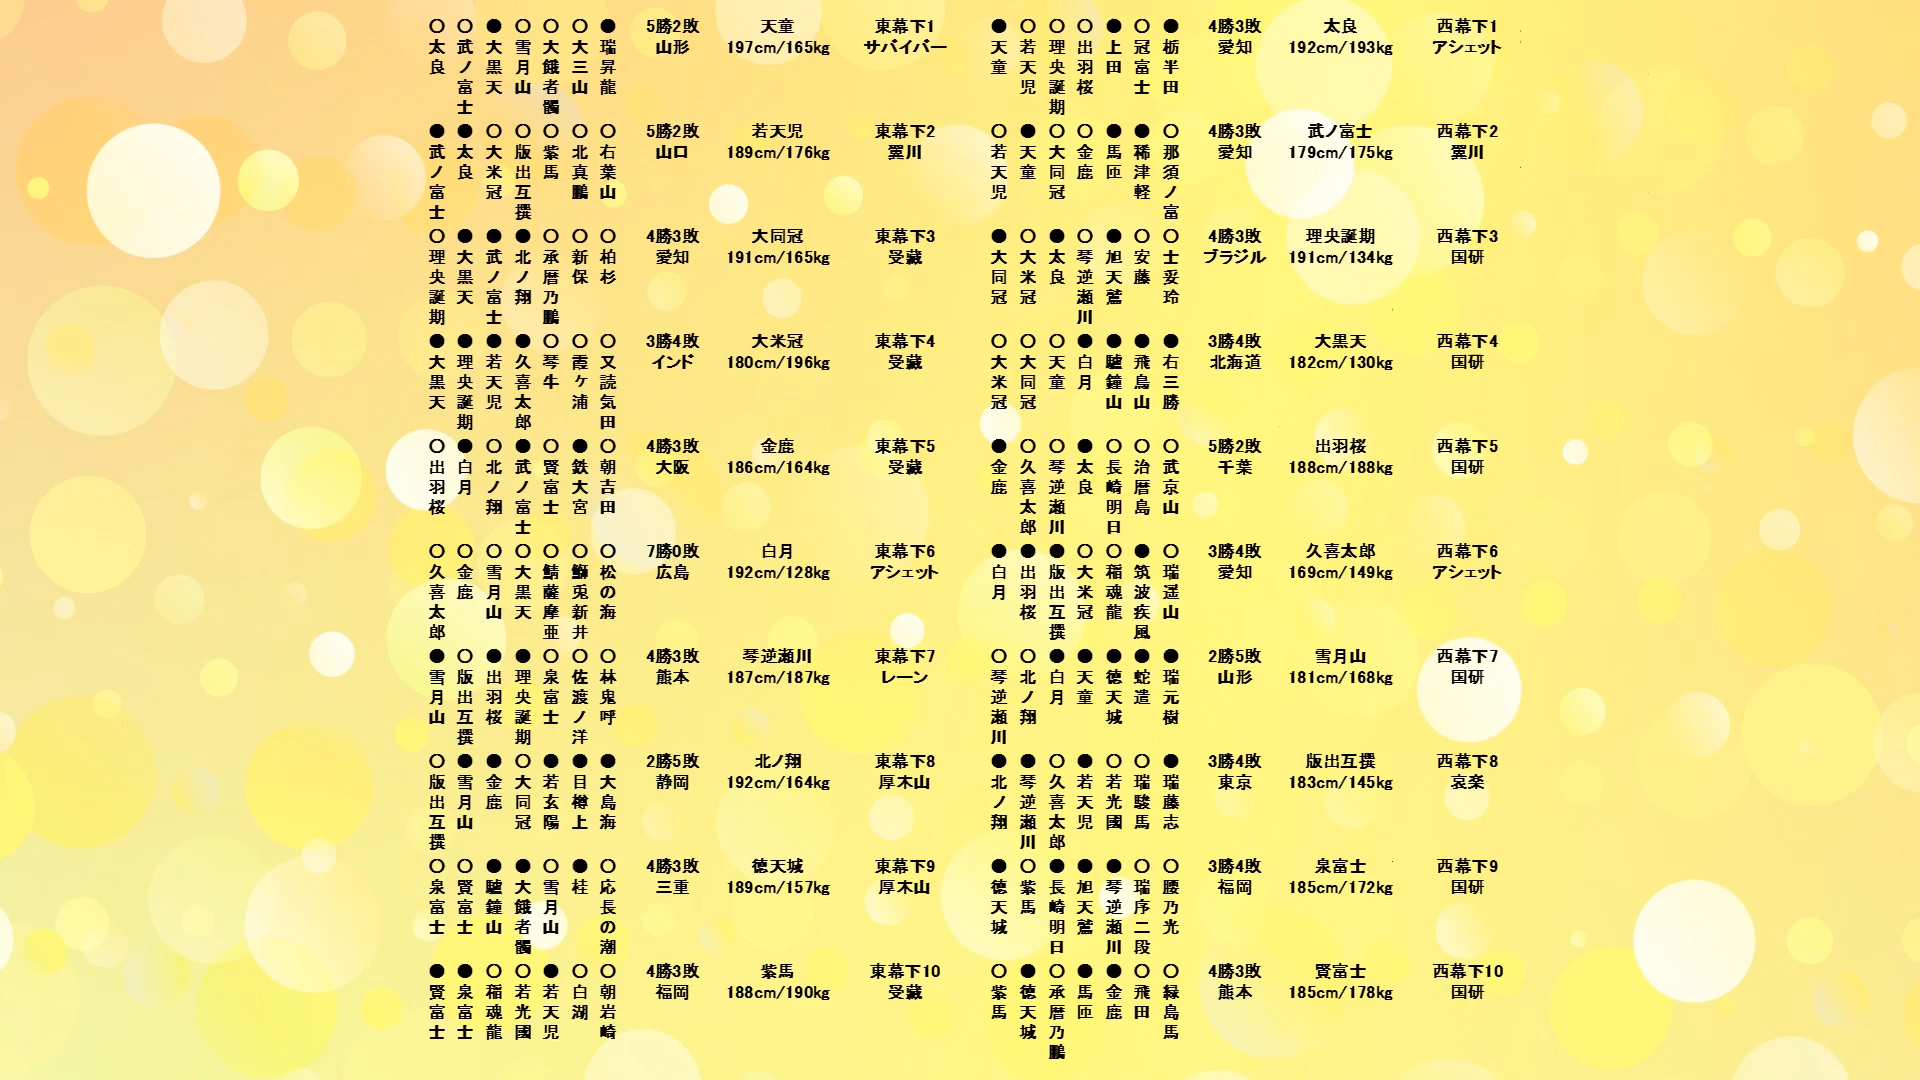 ○ ○ ● ○ ○ ○ ● 5勝2敗 天童 東幕下1 ● ○ ○ ○ ● ○ ● 4勝3敗 太良 西幕下1
太良 武ノ富士 大黒天 雪月山 大餓者髑 大三山 瑞昇龍 山形 197cm/165kg サバイバー 天童 若天児 理央誕期 出羽桜 上田 冠富士 栃半田 愛知 192cm/193kg アシェット
● ● ○ ○ ○ ○ ○ 5勝2敗 若天児 東幕下2 ○ ● ○ ○ ● ● ○ 4勝3敗 武ノ富士 西幕下2
武ノ富士 太良 大米冠 版出互撰 紫馬 北真鵬 右葉山 山口 189cm/176kg 翼川 若天児 天童 大同冠 金鹿 馬匝 稀津軽 那須ノ富 愛知 179cm/175kg 翼川
○ ● ● ● ○ ○ ○ 4勝3敗 大同冠 東幕下3 ● ○ ● ○ ● ○ ○ 4勝3敗 理央誕期 西幕下3
理央誕期 大黒天 武ノ富士 北ノ翔 承暦乃鵬 新保 柏杉 愛知 191cm/165kg 受藏 大同冠 大米冠 太良 琴逆瀬川 旭天鷲 安藤 士妥玲 ブラジル 191cm/134kg 国研
● ● ● ● ○ ○ ○ 3勝4敗 大米冠 東幕下4 ○ ○ ○ ● ● ● ● 3勝4敗 大黒天 西幕下4
大黒天 理央誕期 若天児 久喜太郎 琴牛 霞ヶ浦 又読気田 インド 180cm/196kg 受藏 大米冠 大同冠 天童 白月 驢鐘山 飛鳥山 右三勝 北海道 182cm/130kg 国研
○ ● ○ ● ○ ● ○ 4勝3敗 金鹿 東幕下5 ● ○ ○ ● ○ ○ ○ 5勝2敗 出羽桜 西幕下5
出羽桜 白月 北ノ翔 武ノ富士 賢富士 鉄大宮 朝吉田 大阪 186cm/164kg 受藏 金鹿 久喜太郎 琴逆瀬川 太良 長崎明日 治暦島 武京山 千葉 188cm/188kg 国研
○ ○ ○ ○ ○ ○ ○ 7勝0敗 白月 東幕下6 ● ● ● ○ ○ ● ○ 3勝4敗 久喜太郎 西幕下6
久喜太郎 金鹿 雪月山 大黒天 鯖薩摩亜 鰤兎新井 松の海 広島 192cm/128kg アシェット 白月 出羽桜 版出互撰 大米冠 稲魂龍 筑波疾風 瑞遥山 愛知 169cm/149kg アシェット
● ○ ● ● ○ ○ ○ 4勝3敗 琴逆瀬川 東幕下7 ○ ○ ● ● ● ● ● 2勝5敗 雪月山 西幕下7
雪月山 版出互撰 出羽桜 理央誕期 泉富士 佐渡ノ洋 林鬼呼 熊本 187cm/187kg レーン 琴逆瀬川 北ノ翔 白月 天童 徳天城 蛇遣 瑞元樹 山形 181cm/168kg 国研
○ ● ● ○ ● ● ● 2勝5敗 北ノ翔 東幕下8 ● ● ○ ● ○ ○ ● 3勝4敗 版出互撰 西幕下8
版出互撰 雪月山 金鹿 大同冠 若玄陽 目樽上 大島海 静岡 192cm/164kg 厚木山 北ノ翔 琴逆瀬川 久喜太郎 若天児 若光國 瑞駿馬 瑞藤志 東京 183cm/145kg 哀楽
○ ○ ● ● ○ ● ○ 4勝3敗 徳天城 東幕下9 ● ○ ● ● ● ○ ○ 3勝4敗 泉富士 西幕下9
泉富士 賢富士 驢鐘山 大餓者髑 雪月山 桂 応長の潮 三重 189cm/157kg 厚木山 徳天城 紫馬 長崎明日 旭天鷲 琴逆瀬川 瑞序二段 腰乃光 福岡 185cm/172kg 国研
● ● ○ ○ ● ○ ○ 4勝3敗 紫馬 東幕下10 ○ ● ○ ● ● ○ ○ 4勝3敗 賢富士 西幕下10
賢富士 泉富士 稲魂龍 若光國 若天児 白湖 朝岩崎 福岡 188cm/190kg 受藏 紫馬 徳天城 承暦乃鵬 馬匝 金鹿 飛田 緑島馬 熊本 185cm/178kg 国研